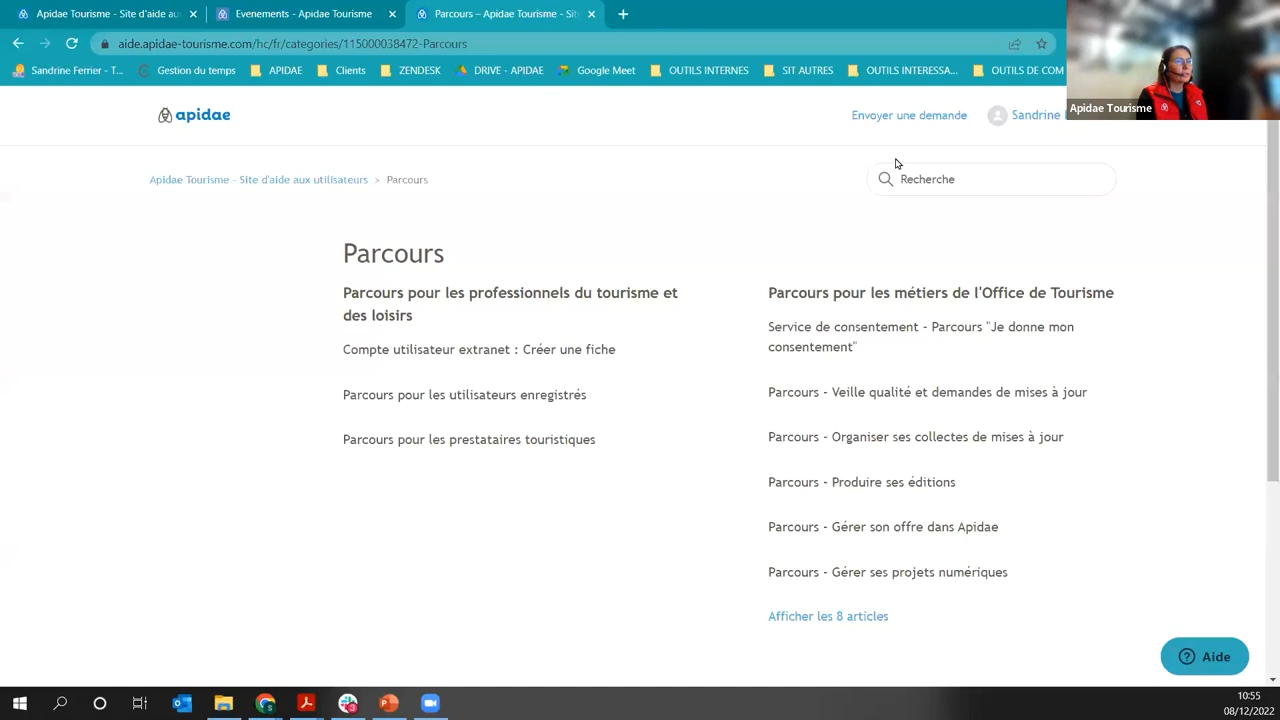 Apidae Tourisme - Site d'aide au
Evenements - Apidae Tourisme
Parcours – Apidae Tourisme - Sit
aide.apidae-tourisme.com/hc/fr/categories/115000038472-Parcours
Sandrine Ferrier - T...
Gestion du temps
APIDAE
Clients
ZENDESK
DRIVE - APIDAE
Google Meet
OUTILS INTERNES
SIT AUTRES
OUTILS INTERESSA...
OUTILS DE COM
Apidae Tourisme
apidae
Envoyer une demande
Sandrine
Apidae Tourisme - Site d'aide aux utilisateurs > Parcours
Recherche
Parcours
Parcours pour les professionnels du tourisme et
des loisirs
Compte utilisateur extranet : Créer une fiche
Parcours pour les utilisateurs enregistrés
Parcours pour les prestataires touristiques
Parcours pour les métiers de l'Office de Tourisme
Service de consentement - Parcours "Je donne mon
consentement"
Parcours - Veille qualité et demandes de mises à jour
Parcours - Organiser ses collectes de mises à jour
Parcours - Produire ses éditions
Parcours - Gérer son offre dans Apidae
Parcours - Gérer ses projets numériques
Afficher les 8 articles
Aide
10:55
08/12/2022